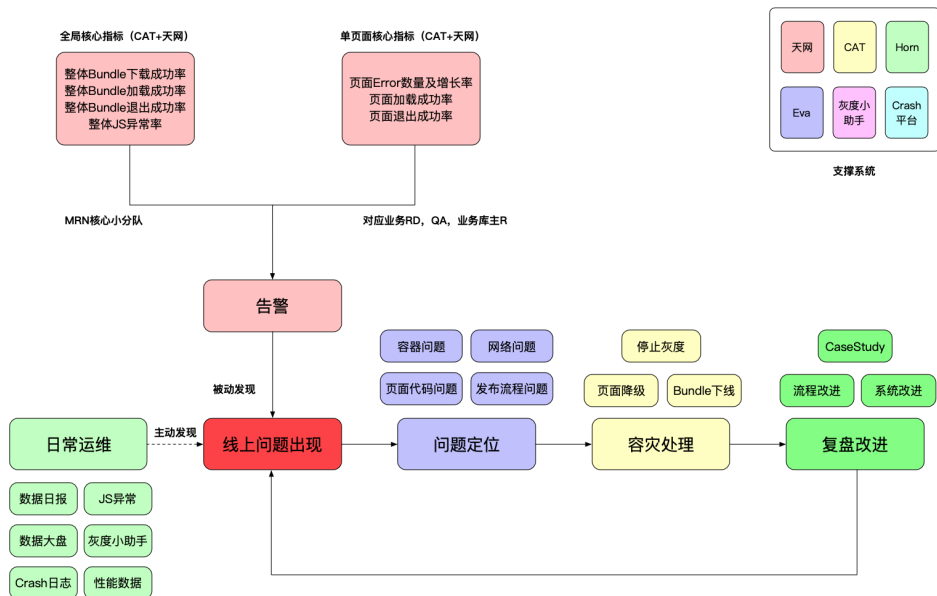 全局核心指标（CAT+天网）
整体Bundle下载成功率
整体Bundle加载成功率
整体Bundle退出成功率
整体JS异常率
单页面核心指标（CAT+天网）
页面Error数量及增长率
页面加载成功率
页面退出成功率
天网
CAT
Horn
Eva
灰度小
助手
Crash
平台
支撑系统
MRN核心小分队
对应业务RD，QA，业务库主R
告警
被动发现
容器问题
网络问题
页面代码问题
发布流程问题
停止灰度
页面降级
Bundle下线
CaseStudy
流程改进
系统改进
日常运维
主动发现
线上问题出现
问题定位
容灾处理
复盘改进
数据日报
JS异常
数据大盘
灰度小助手
Crash日志
性能数据